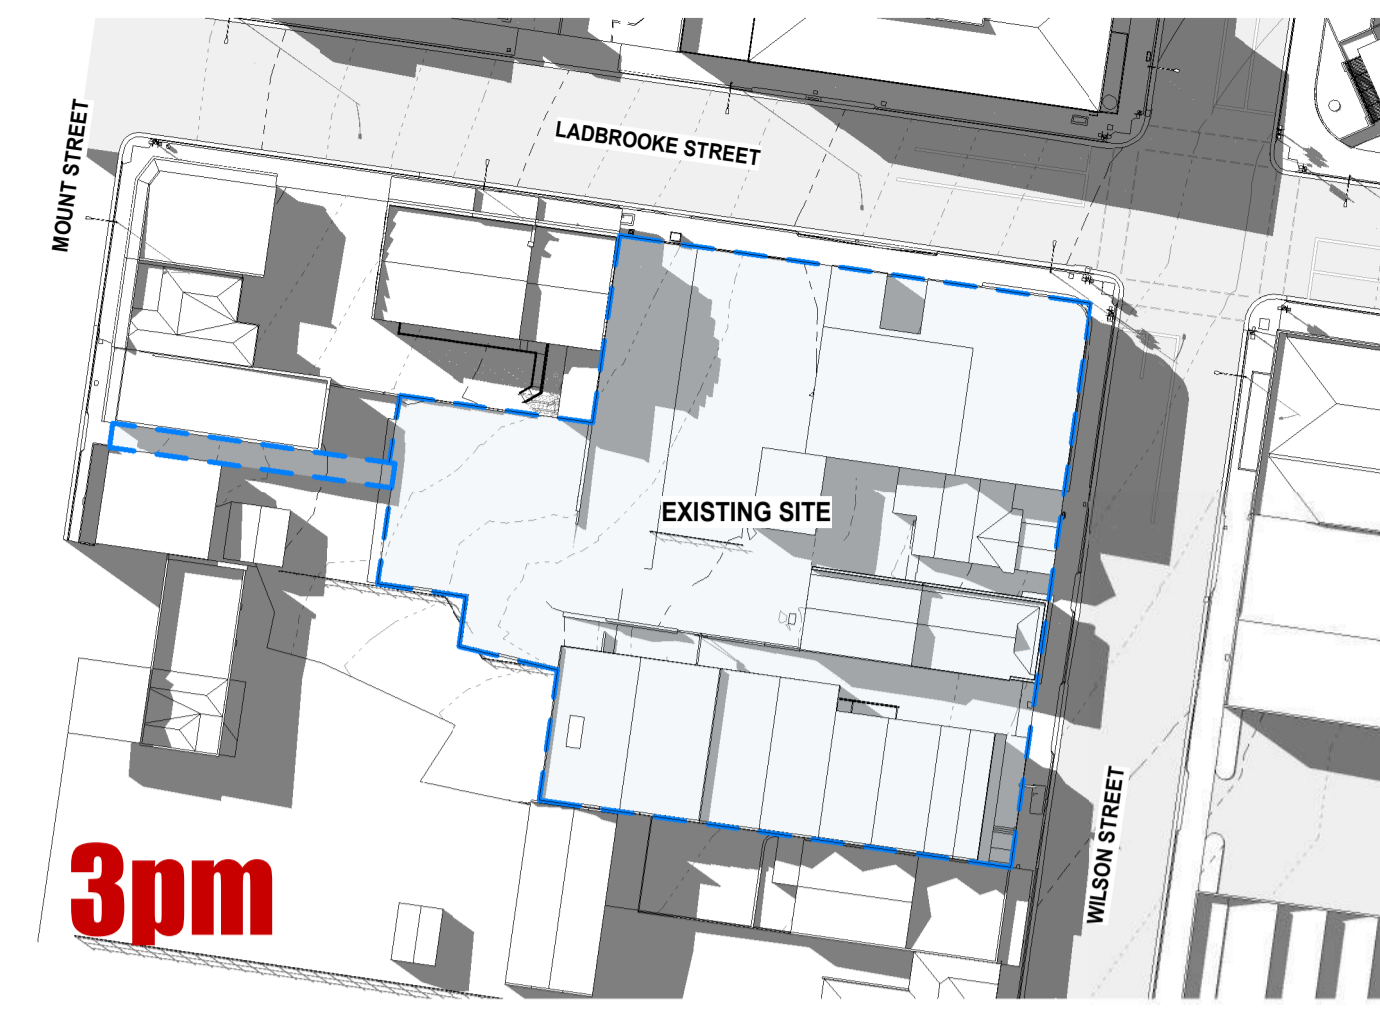 LADBROOKE STREET
MOUNT STREET
EXISTING SITE
WILSON STREET
3pm